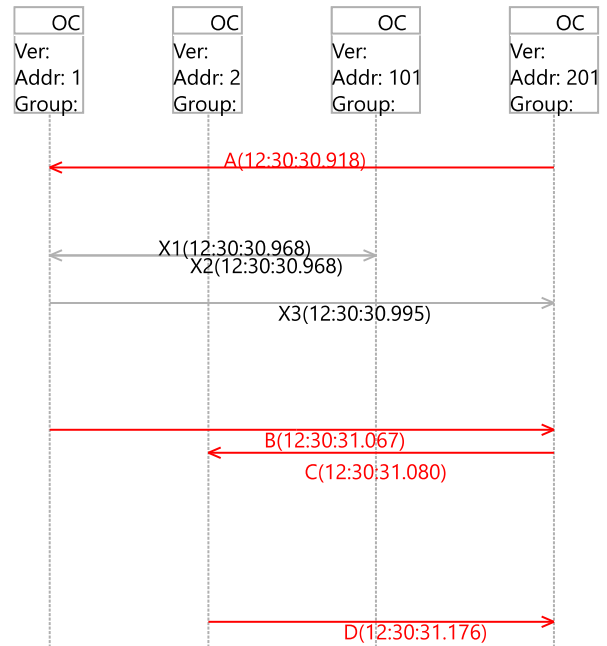 OC
Ver:
Addr: 1
Group:
OC
Ver:
Addr: 2
Group:
OC
Ver:
Addr: 101
Group:
OC
Ver:
Addr: 201
Group:
A(12:30:30.918)
X1(12:30:30.968)
X2(12:30:30.968)
X3(12:30:30.995)
B(12:30:31.067)
C(12:30:31.080)
D(12:30:31.176)